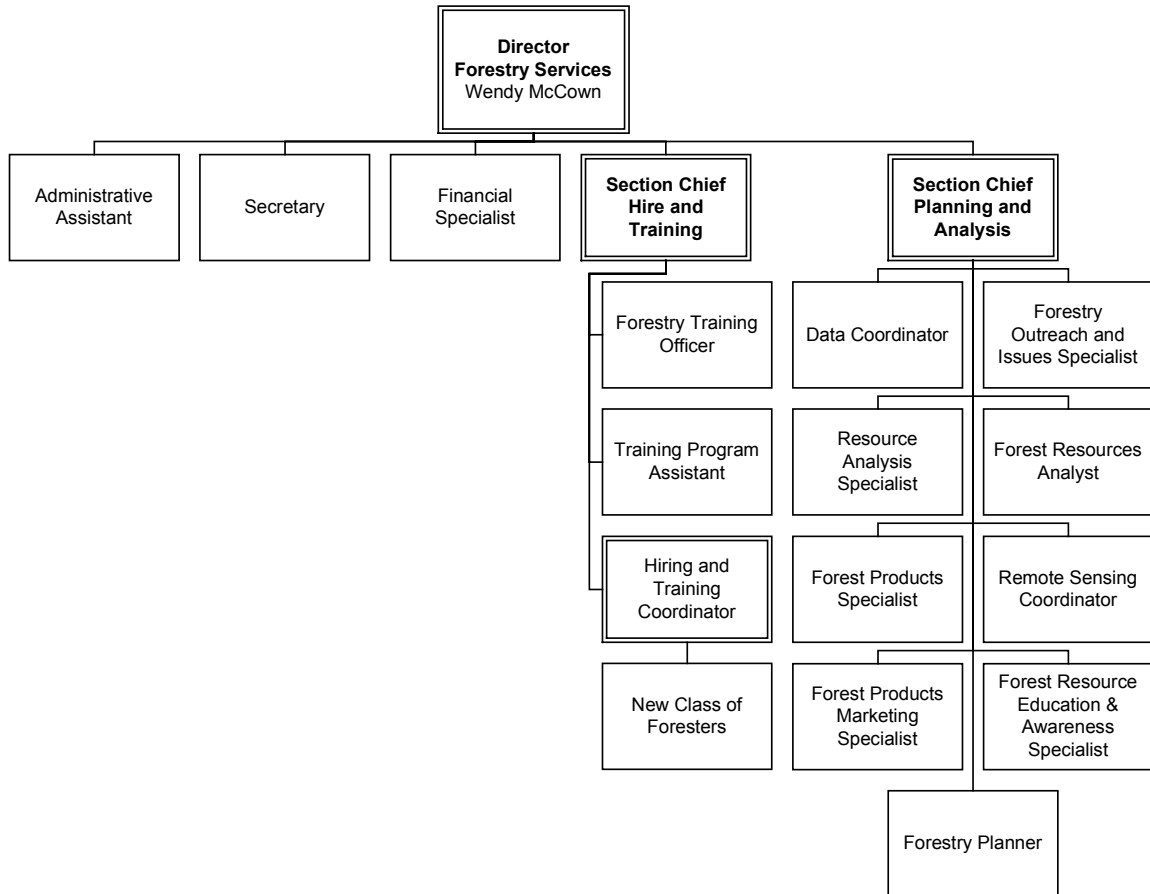 Director
Forestry Services
Wendy McCown
Administrative
Assistant
Secretary
Financial
Specialist
Section Chief
Hire and
Training
Section Chief
Planning and
Analysis
Forestry Training
Officer
Data Coordinator
Forestry
Outreach and
Issues Specialist
Training Program
Assistant
Resource
Analysis
Specialist
Forest Resources
Analyst
Hiring and
Training
Coordinator
Forest Products
Specialist
Remote Sensing
Coordinator
New Class of
Foresters
Forest Products
Marketing
Specialist
Forest Resource
Education &
Awareness
Specialist
Forestry Planner